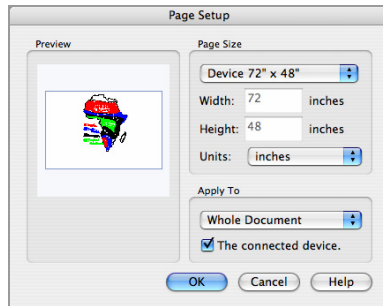 Page Setup
Preview
Page Size
Device 72" x 48"
Width: 72 inches
Height: 48 inches
Units: inches
Apply To
Whole Document
The connected device.
OK Cancel Help